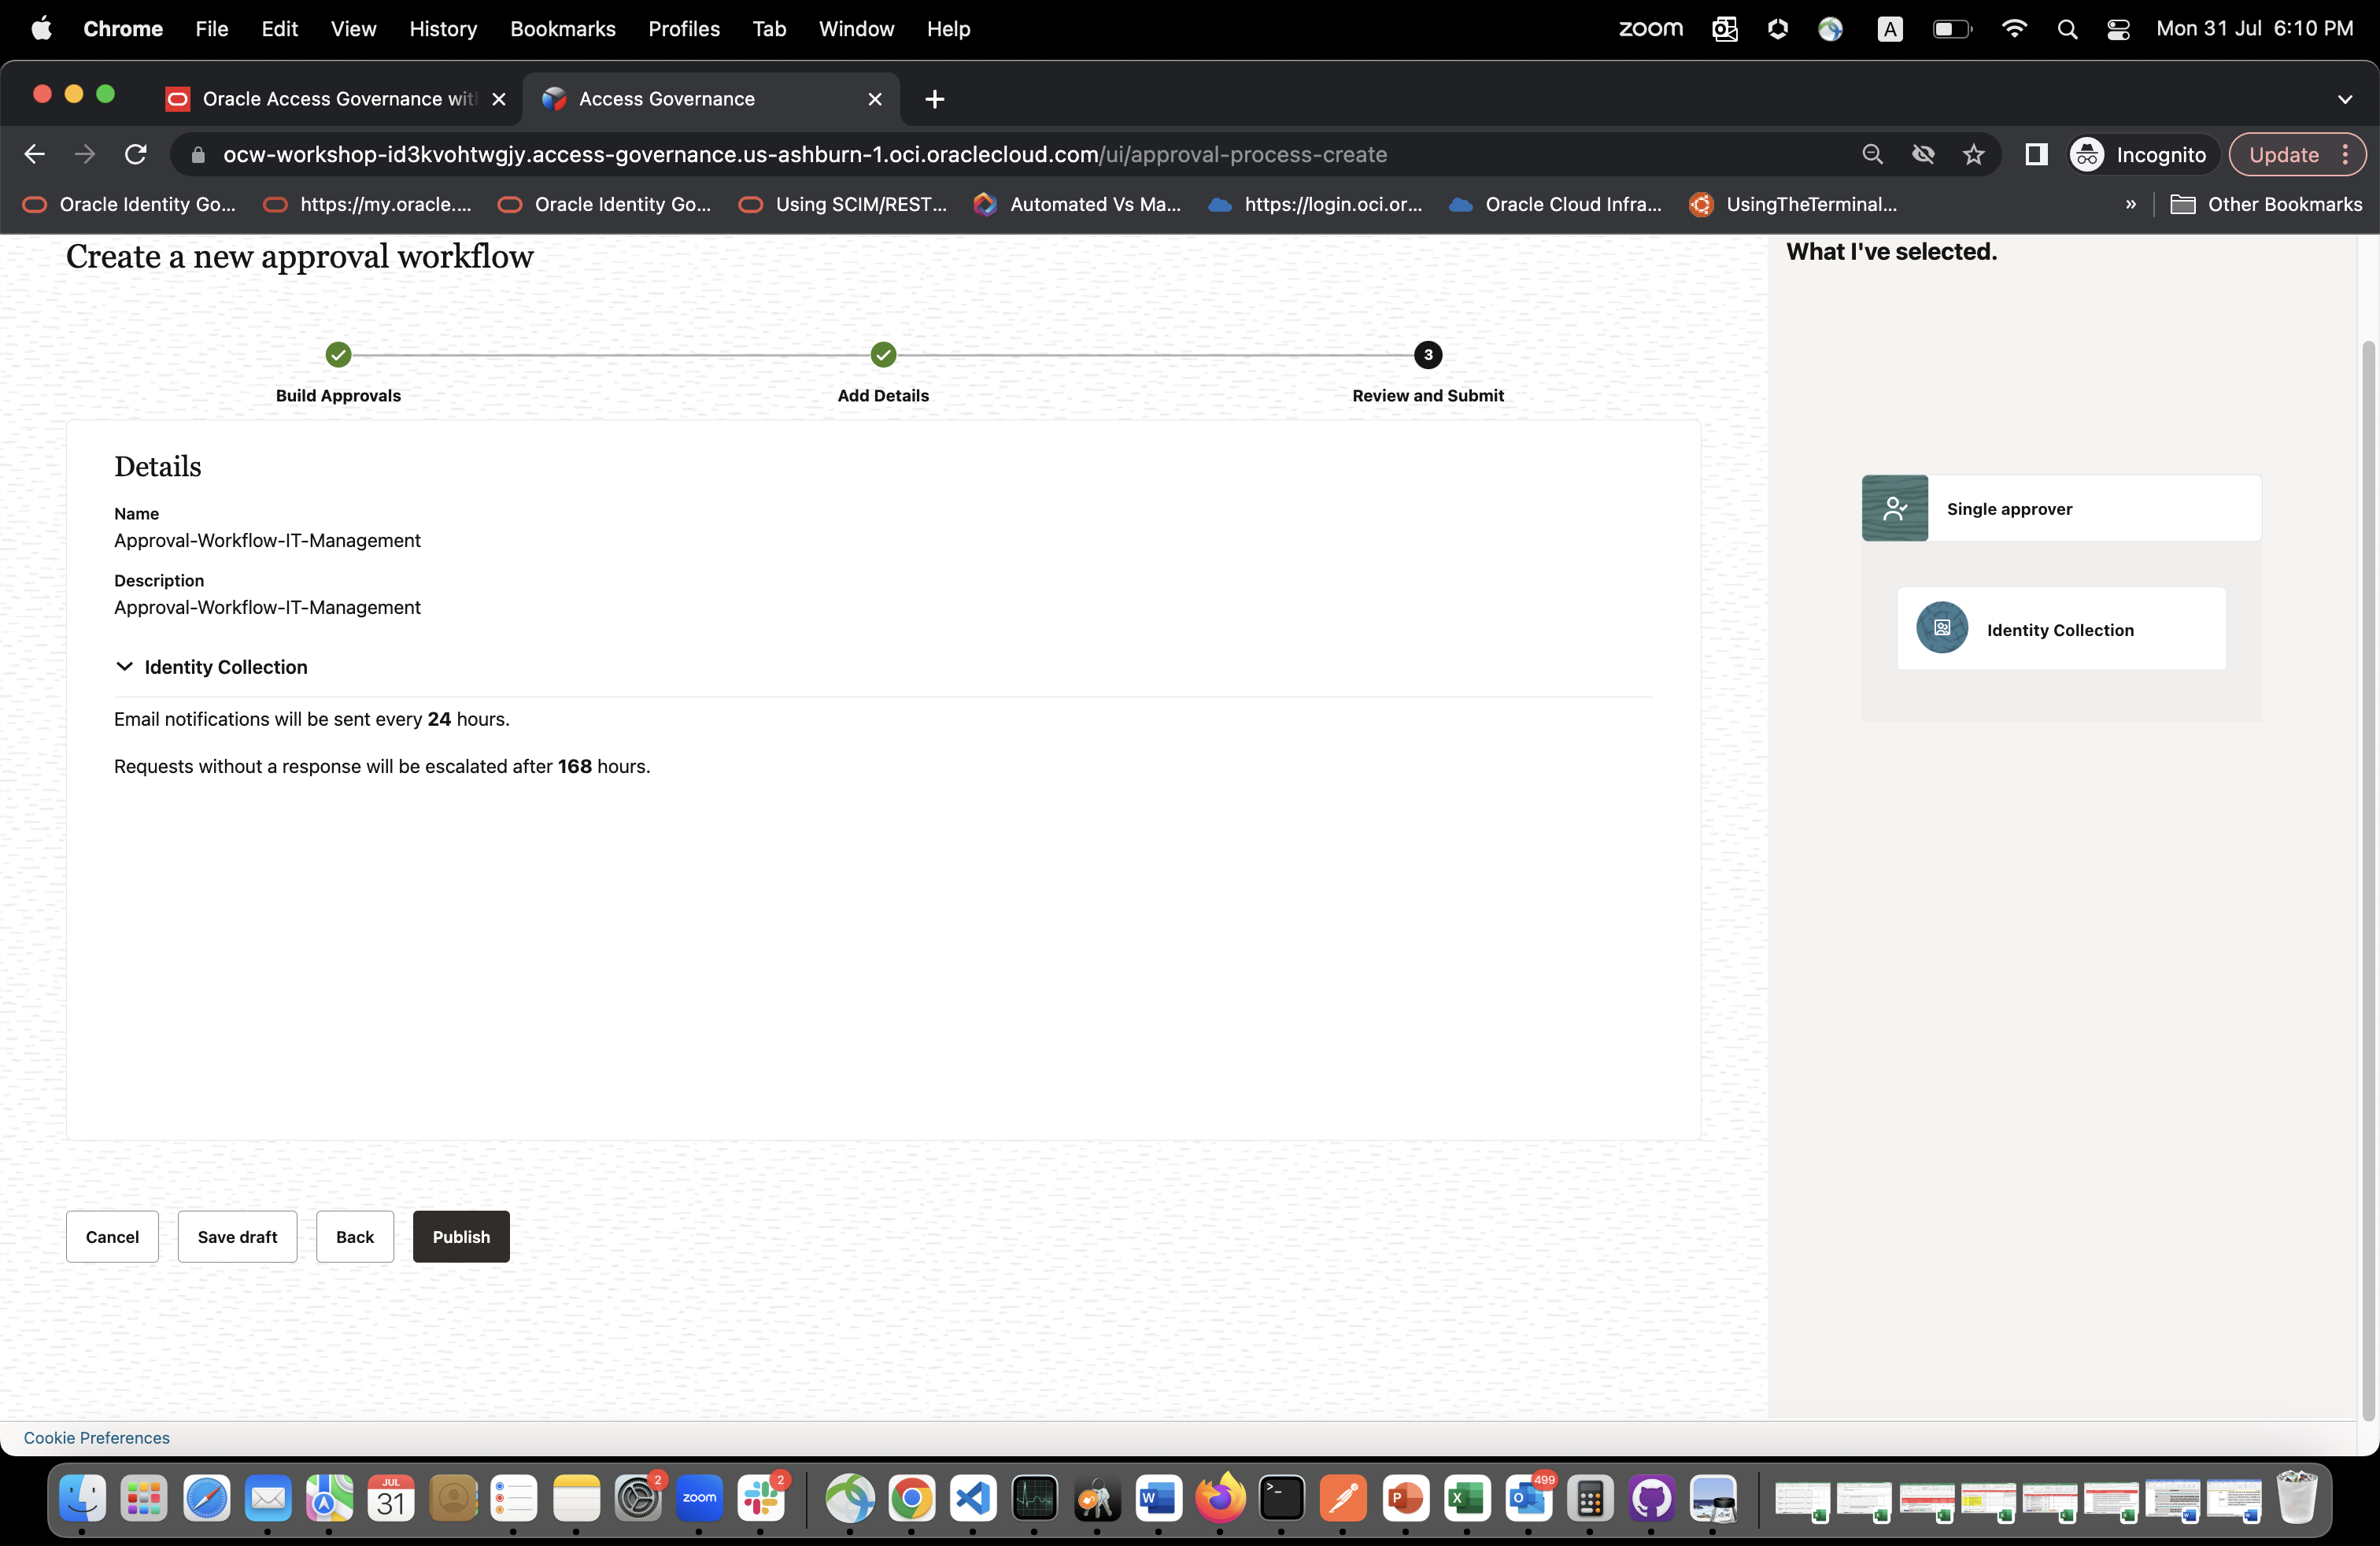 Chrome File Edit View History Bookmarks Profiles Tab Window Help zoom A Mon 31 Jul 6:10 PM
Oracle Access Governance wit Access Governance
ocw-workshop-id3kvohtwgjy.access-governance.us-ashburn-1.oci.oraclecloud.com/ui/approval-process-create Incognito Update
Oracle Identity Go... https://my.oracle.... Oracle Identity Go... Using SCIM/REST... Automated Vs Ma... https://login.oci.or... Oracle Cloud Infra... UsingTheTerminal... » Other Bookmarks
Create a new approval workflow
What I've selected.
3
Build Approvals Add Details Review and Submit
Details
Name
Approval-Workflow-IT-Management
Description
Approval-Workflow-IT-Management
Identity Collection
Email notifications will be sent every 24 hours.
Requests without a response will be escalated after 168 hours.
Single approver
Identity Collection
Cancel Save draft Back Publish
Cookie Preferences
JUL 31 2 zoom 2 W P X O 499